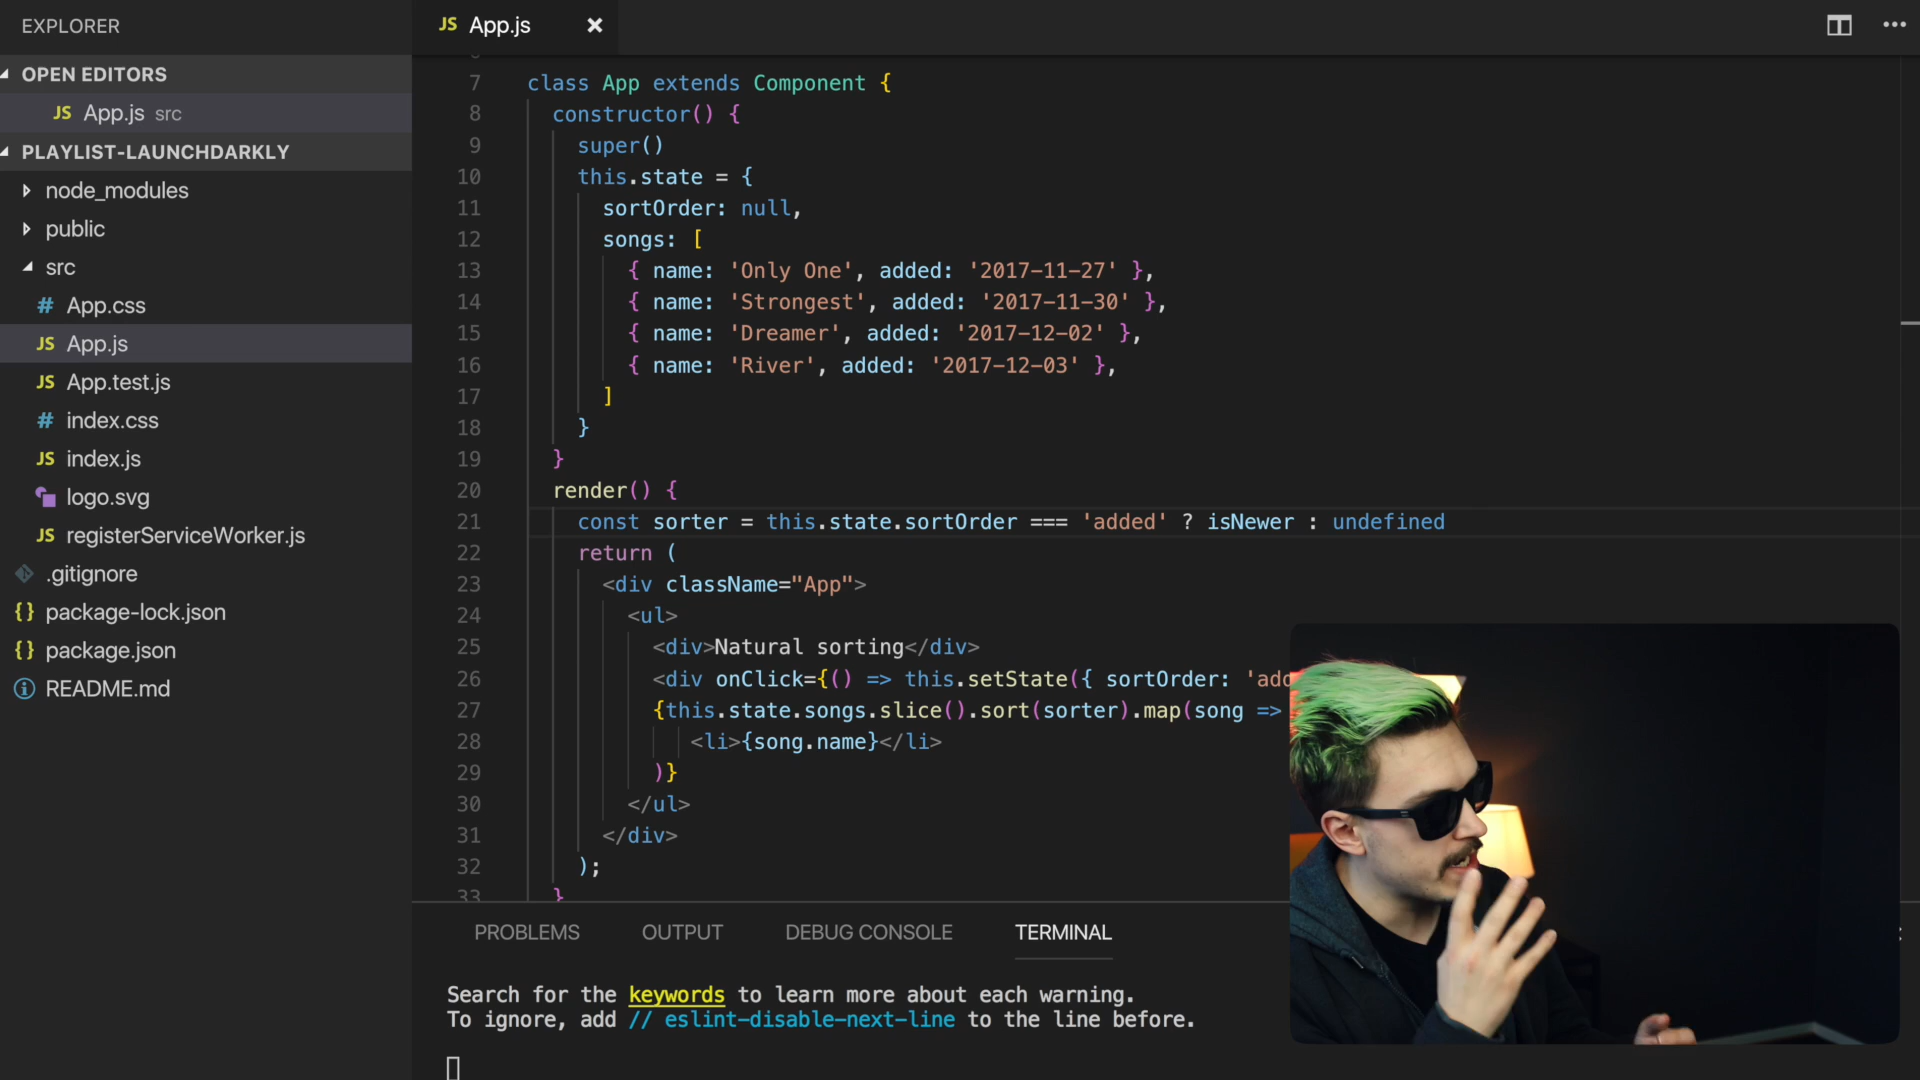 EXPLORER
OPEN EDITORS
JS App.js src
PLAYLIST-LAUNCHDARKLY
node_modules
public
src
# App.css
JS App.js
JS App.test.js
# index.css
JS index.js
logo.svg
JS registerServiceWorker.js
.gitignore
{} package-lock.json
{} package.json
README.md
JS App.js
7 class App extends Component {
8 constructor() {
9 super()
10 this.state = {
11 sortOrder: null,
12 songs: [
13 { name: 'Only One', added: '2017-11-27' },
14 { name: 'Strongest', added: '2017-11-30' },
15 { name: 'Dreamer', added: '2017-12-02' },
16 { name: 'River', added: '2017-12-03' },
17 ]
18 }
19 }
20 render() {
21 const sorter = this.state.sortOrder === 'added' ? isNewer : undefined
22 return (
23 <div className="App">
24 <ul>
25 <div>Natural sorting</div>
26 <div onClick={() => this.setState({ sortOrder: 'add
27 {this.state.songs.slice().sort(sorter).map(song =>
28 <li>{song.name}</li>
29 )}
30 </ul>
31 </div>
32 );
33 }
PROBLEMS OUTPUT DEBUG CONSOLE TERMINAL
Search for the keywords to learn more about each warning.
To ignore, add // eslint-disable-next-line to the line before.